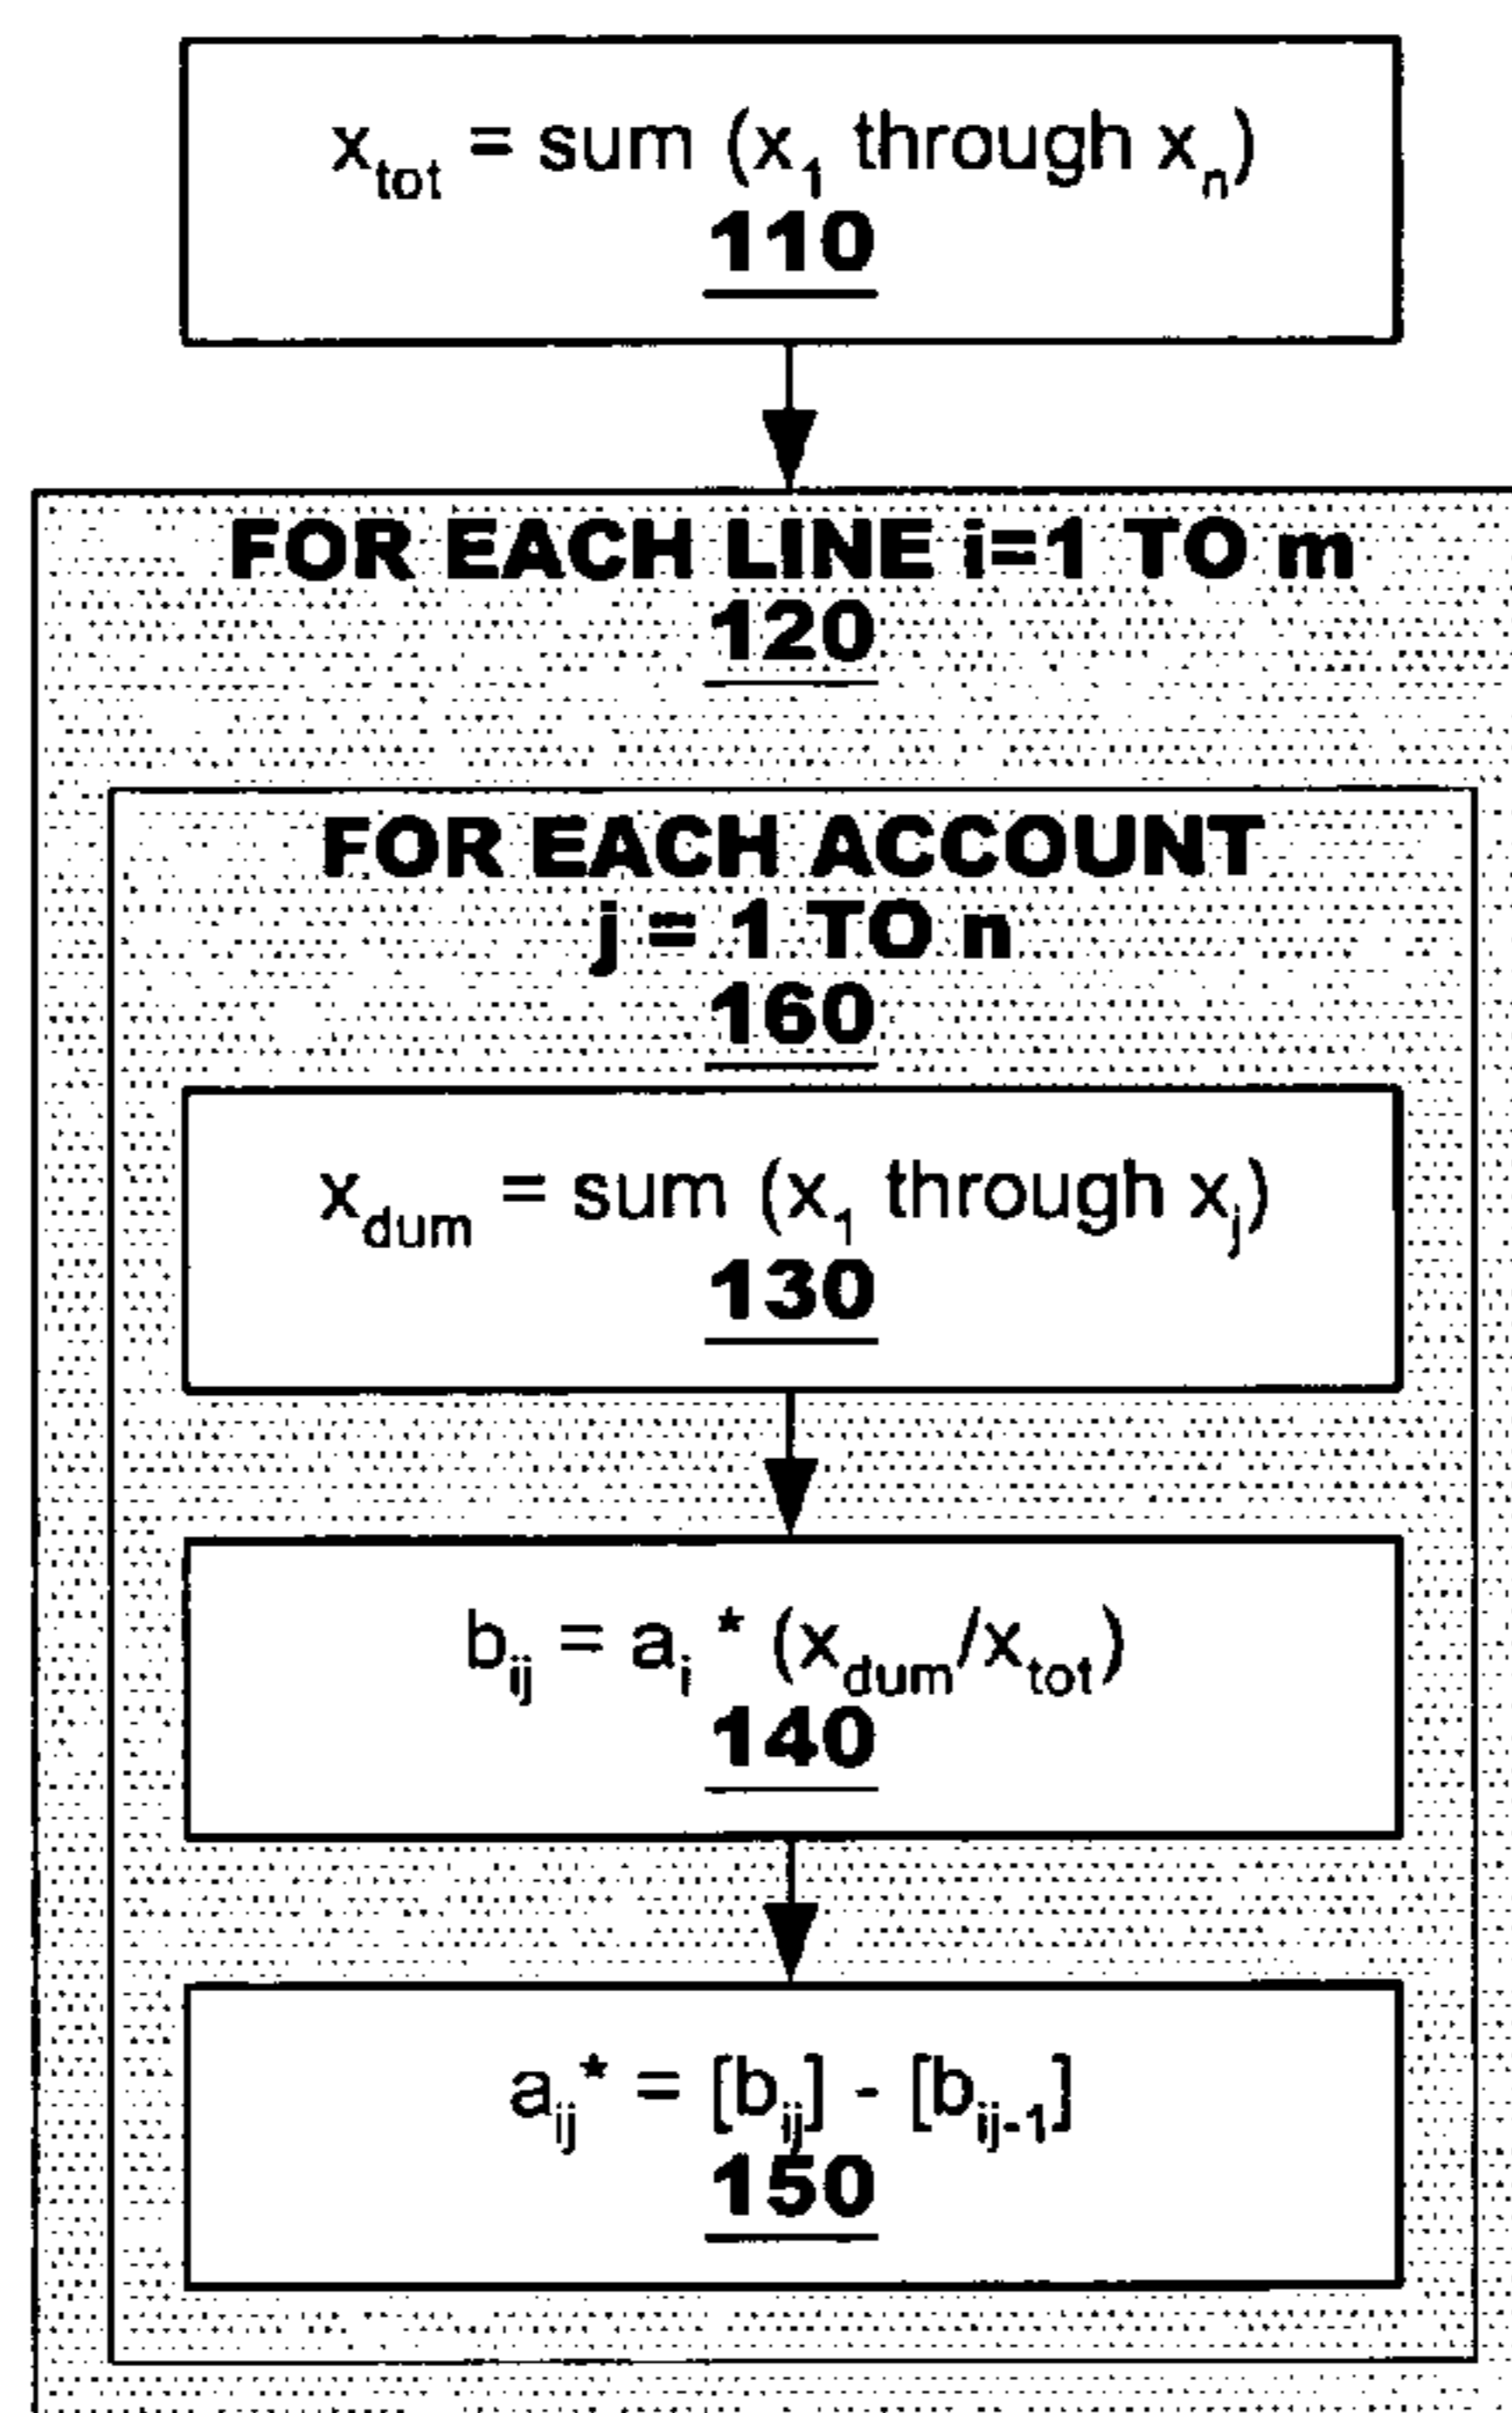 x_tot = sum (x_1 through x_n)
110
FOR EACH LINE i=1 TO m
120
FOR EACH ACCOUNT
j = 1 TO n
160
x_dum = sum (x_1 through x_j)
130
b_ij = a_i * (x_dum/x_tot)
140
a_ij* = [b_ij] - [b_ij-1]
150